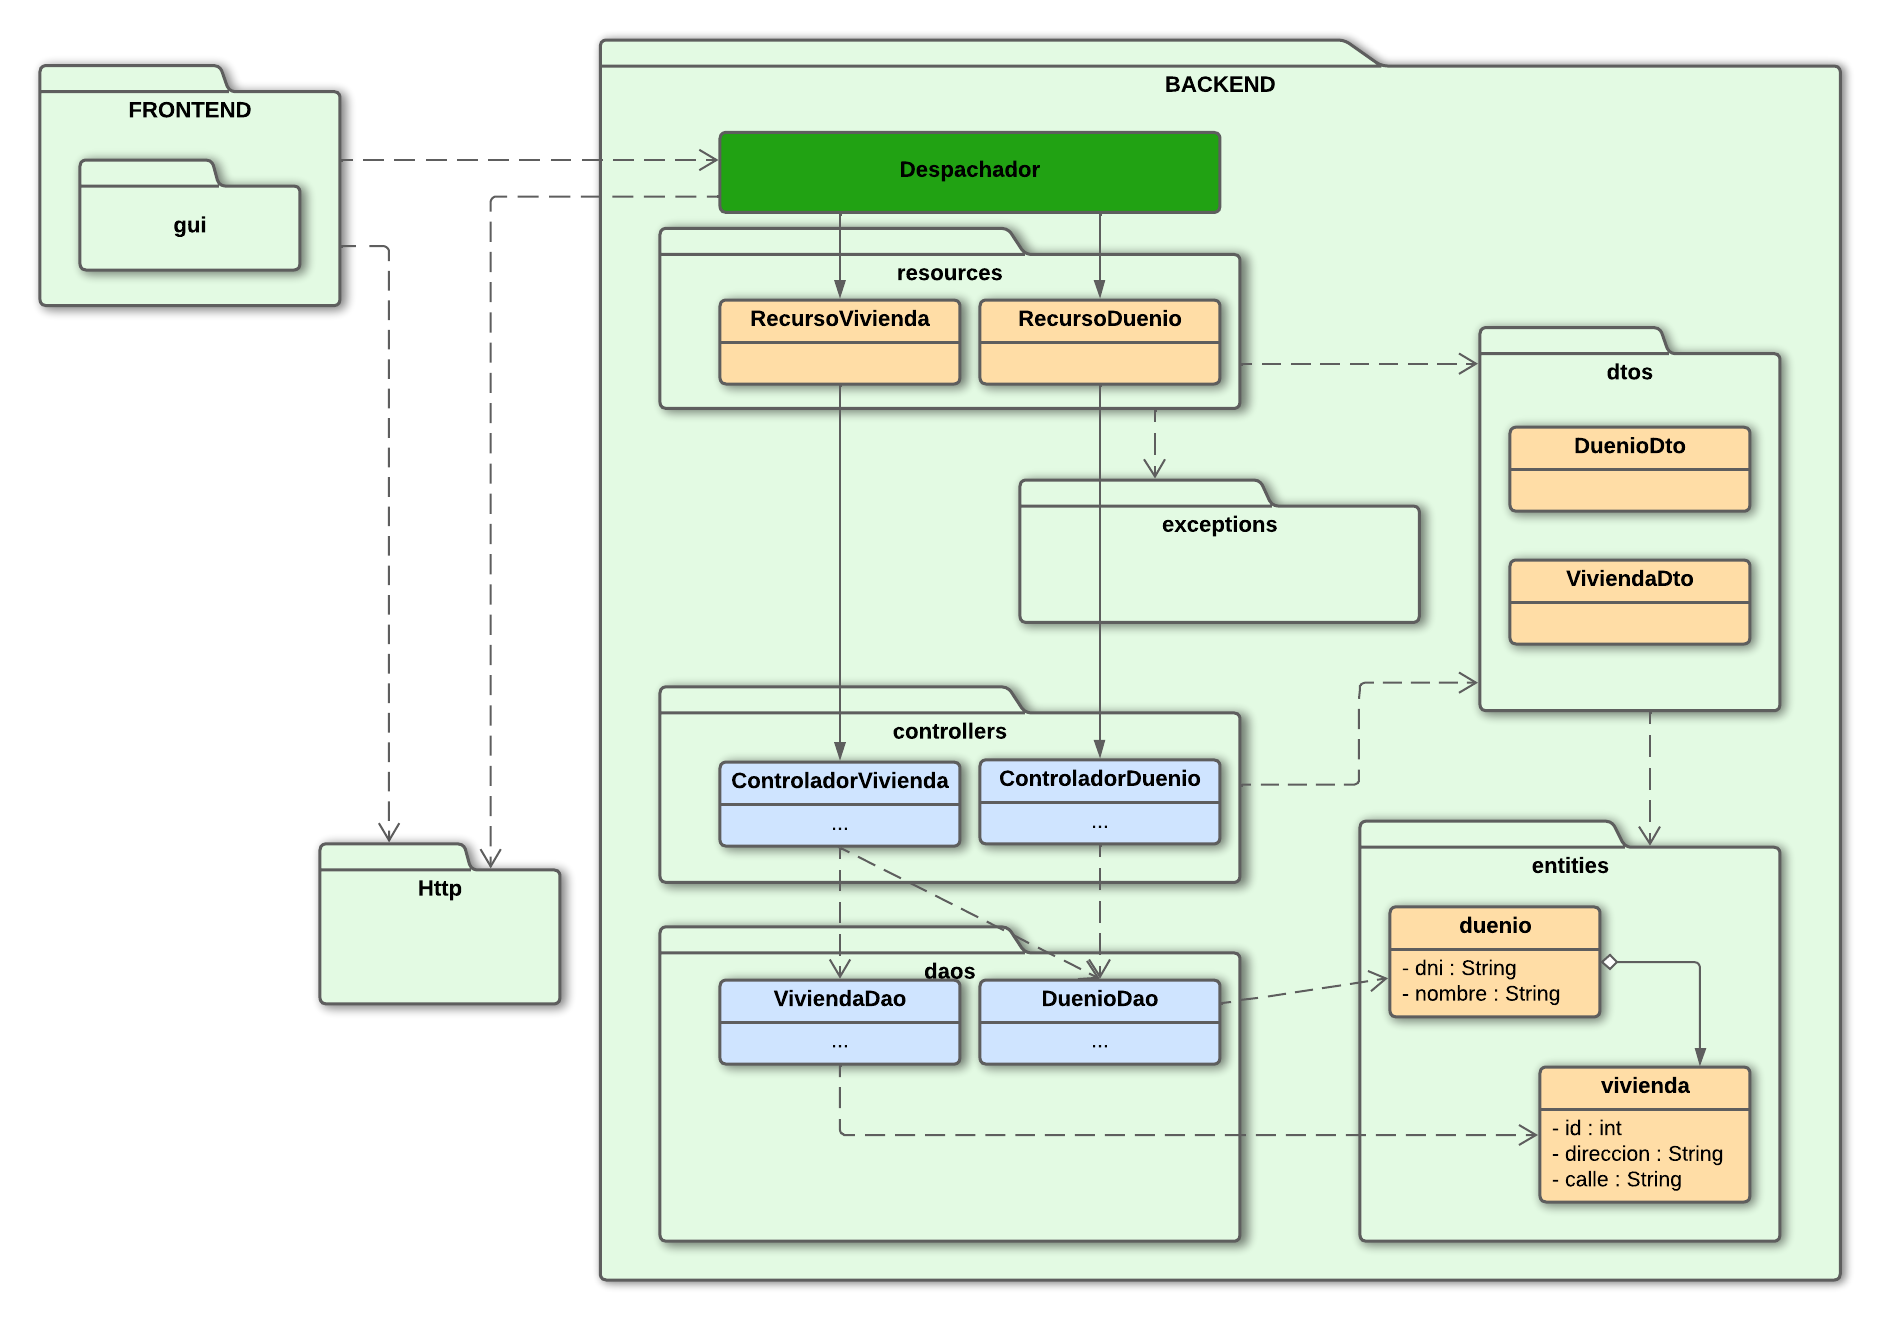 BACKEND
FRONTEND
gui
Despachador
resources
RecursoVivienda
RecursoDuenio
dtos
DuenioDto
ViviendaDto
exceptions
controllers
ControladorVivienda
...
ControladorDuenio
...
Http
daos
ViviendaDao
...
DuenioDao
...
entities
duenio
- dni : String
- nombre : String
vivienda
- id : int
- direccion : String
- calle : String